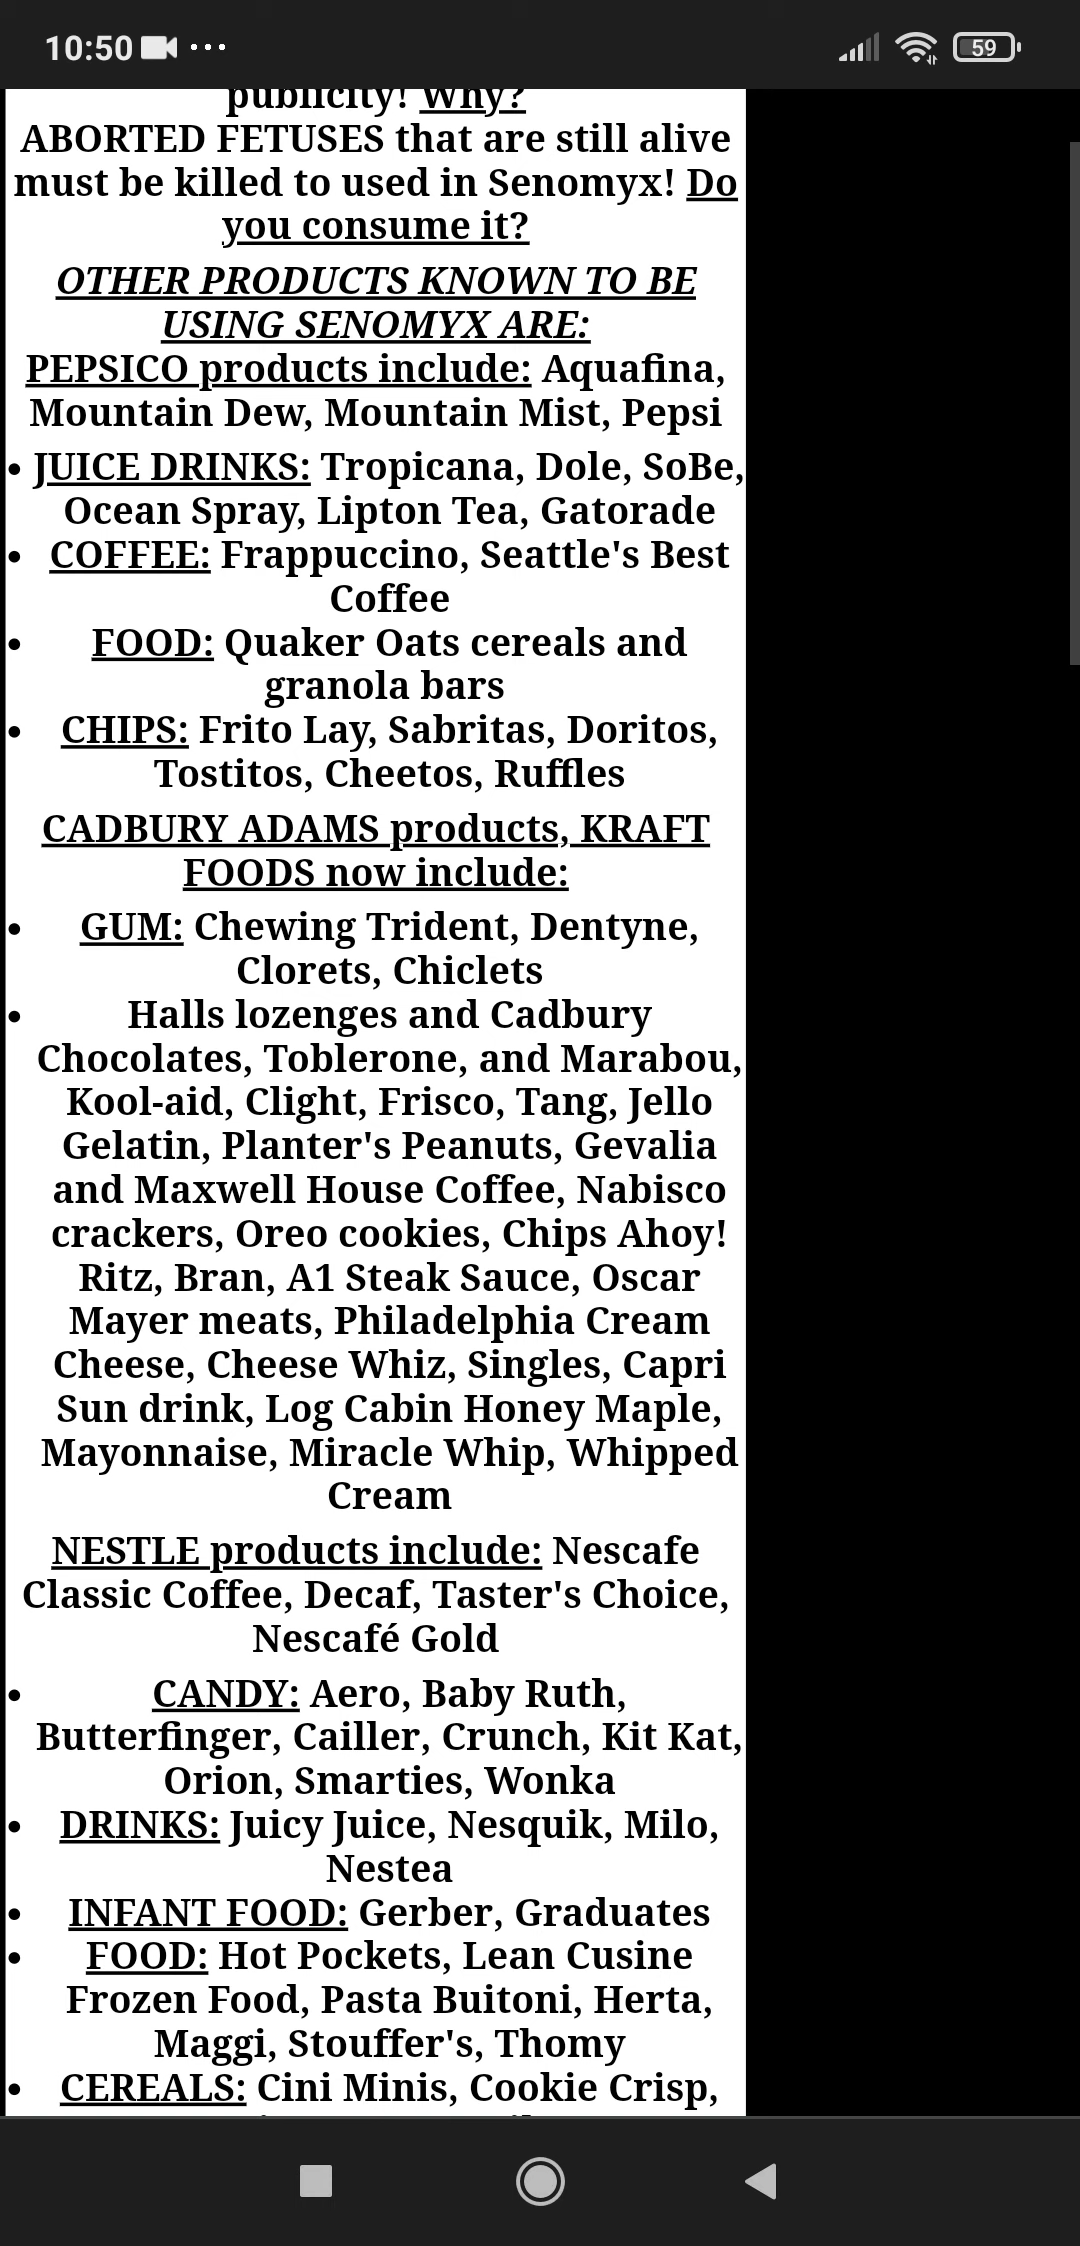 10:50
59
publicity! Why?
ABORTED FETUSES that are still alive
must be killed to used in Senomyx! Do
you consume it?
OTHER PRODUCTS KNOWN TO BE
USING SENOMYX ARE:
PEPSICO products include: Aquafina,
Mountain Dew, Mountain Mist, Pepsi
• JUICE DRINKS: Tropicana, Dole, SoBe,
Ocean Spray, Lipton Tea, Gatorade
• COFFEE: Frappuccino, Seattle's Best
Coffee
• FOOD: Quaker Oats cereals and
granola bars
• CHIPS: Frito Lay, Sabritas, Doritos,
Tostitos, Cheetos, Ruffles
CADBURY ADAMS products, KRAFT
FOODS now include:
• GUM: Chewing Trident, Dentyne,
Clorets, Chiclets
• Halls lozenges and Cadbury
Chocolates, Toblerone, and Marabou,
Kool-aid, Clight, Frisco, Tang, Jello
Gelatin, Planter's Peanuts, Gevalia
and Maxwell House Coffee, Nabisco
crackers, Oreo cookies, Chips Ahoy!
Ritz, Bran, A1 Steak Sauce, Oscar
Mayer meats, Philadelphia Cream
Cheese, Cheese Whiz, Singles, Capri
Sun drink, Log Cabin Honey Maple,
Mayonnaise, Miracle Whip, Whipped
Cream
NESTLE products include: Nescafe
Classic Coffee, Decaf, Taster's Choice,
Nescafé Gold
• CANDY: Aero, Baby Ruth,
Butterfinger, Cailler, Crunch, Kit Kat,
Orion, Smarties, Wonka
• DRINKS: Juicy Juice, Nesquik, Milo,
Nestea
• INFANT FOOD: Gerber, Graduates
• FOOD: Hot Pockets, Lean Cusine
Frozen Food, Pasta Buitoni, Herta,
Maggi, Stouffer's, Thomy
• CEREALS: Cini Minis, Cookie Crisp,